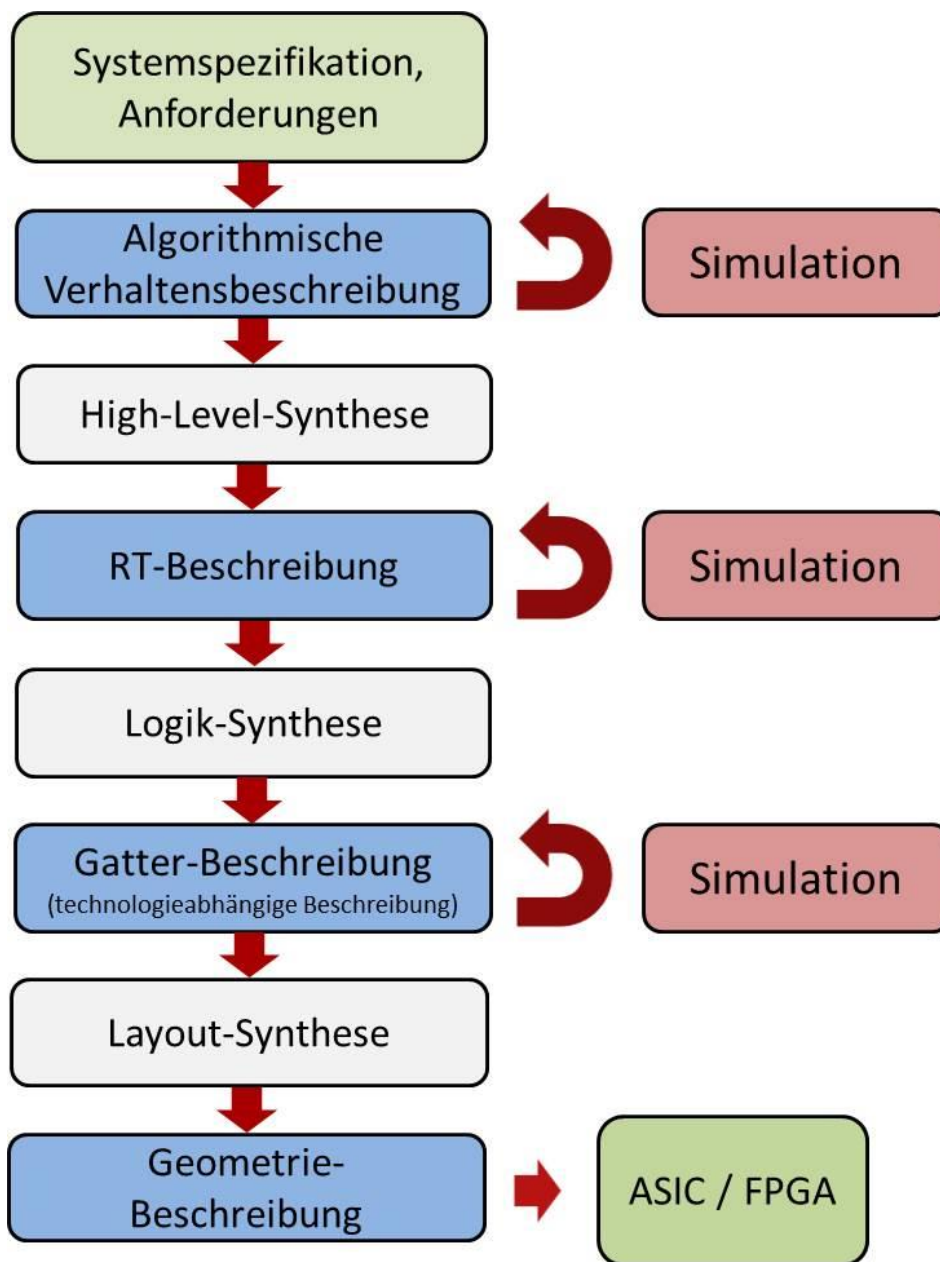 Systemspezifikation,
Anforderungen
Algorithmische
Verhaltensbeschreibung
Simulation
High-Level-Synthese
RT-Beschreibung
Simulation
Logik-Synthese
Gatter-Beschreibung
(technologieabhängige Beschreibung)
Simulation
Layout-Synthese
Geometrie-
Beschreibung
ASIC / FPGA